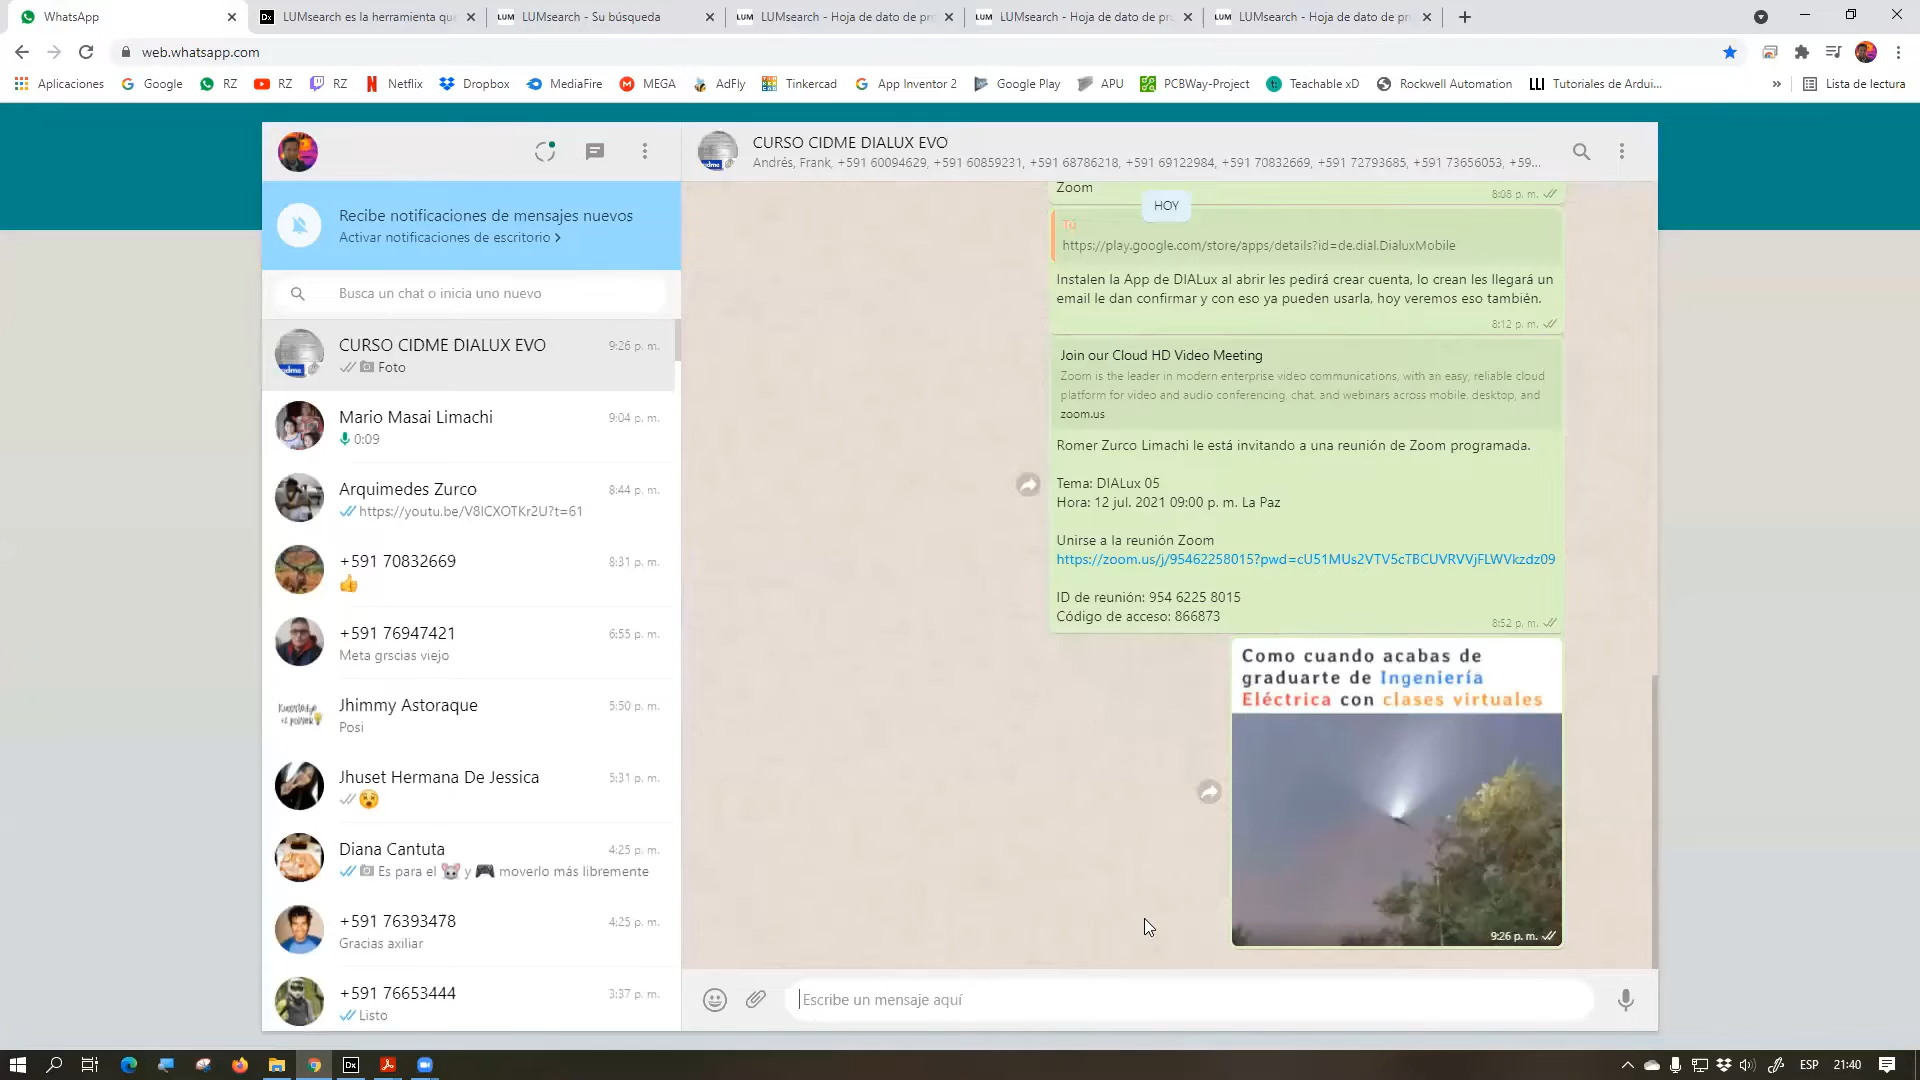 WhatsApp
LUMsearch es la herramienta que
LUMsearch - Su búsqueda
LUMsearch - Hoja de dato de pr
LUMsearch - Hoja de dato de pr
LUMsearch - Hoja de dato de pr
web.whatsapp.com
Aplicaciones
Google
RZ
RZ
RZ
Netflix
Dropbox
MediaFire
MEGA
AdFly
Tinkercad
App Inventor 2
Google Play
APU
PCBWay-Project
Teachable xD
Rockwell Automation
Tutoriales de Ardui...
Lista de lectura
Recibe notificaciones de mensajes nuevos
Activar notificaciones de escritorio
Busca un chat o inicia uno nuevo
CURSO CIDME DIALUX EVO
9:26 p. m.
Foto
Mario Masai Limachi
9:04 p. m.
0:09
Arquimedes Zurco
8:44 p. m.
https://youtu.be/V8ICXOTKr2U?t=61
+591 70832669
8:31 p. m.
+591 76947421
6:55 p. m.
Meta grscias viejo
Jhimmy Astoraque
5:50 p. m.
Posi
Jhuset Hermana De Jessica
5:31 p. m.
Diana Cantuta
4:25 p. m.
Es para el 🐭 y 🎮 moverlo más libremente
+591 76393478
4:25 p. m.
Gracias axiliar
+591 76653444
3:37 p. m.
Listo
CURSO CIDME DIALUX EVO
Andrés, Frank, +591 60094629, +591 60859231, +591 68786218, +591 69122984, +591 70832669, +591 72793685, +591 73656053, +59...
Zoom
8:08 p. m.
HOY
Tú
https://play.google.com/store/apps/details?id=de.dial.DialuxMobile
Instalen la App de DIALux al abrir les pedirá crear cuenta, lo crean les llegará un
email le dan confirmar y con eso ya pueden usarla, hoy veremos eso también.
8:12 p. m.
Join our Cloud HD Video Meeting
Zoom is the leader in modern enterprise video communications, with an easy, reliable cloud
platform for video and audio conferencing, chat, and webinars across mobile, desktop, and
zoom.us
Romer Zurco Limachi le está invitando a una reunión de Zoom programada.
Tema: DIALux 05
Hora: 12 jul. 2021 09:00 p. m. La Paz
Unirse a la reunión Zoom
https://zoom.us/j/95462258015?pwd=cU51MUs2VTV5cTBCUVRVVjFLWVkzdz09
ID de reunión: 954 6225 8015
Código de acceso: 866873
8:52 p. m.
Como cuando acabas de
graduarte de Ingeniería
Eléctrica con clases virtuales
9:26 p. m.
Escribe un mensaje aquí
ESP
21:40